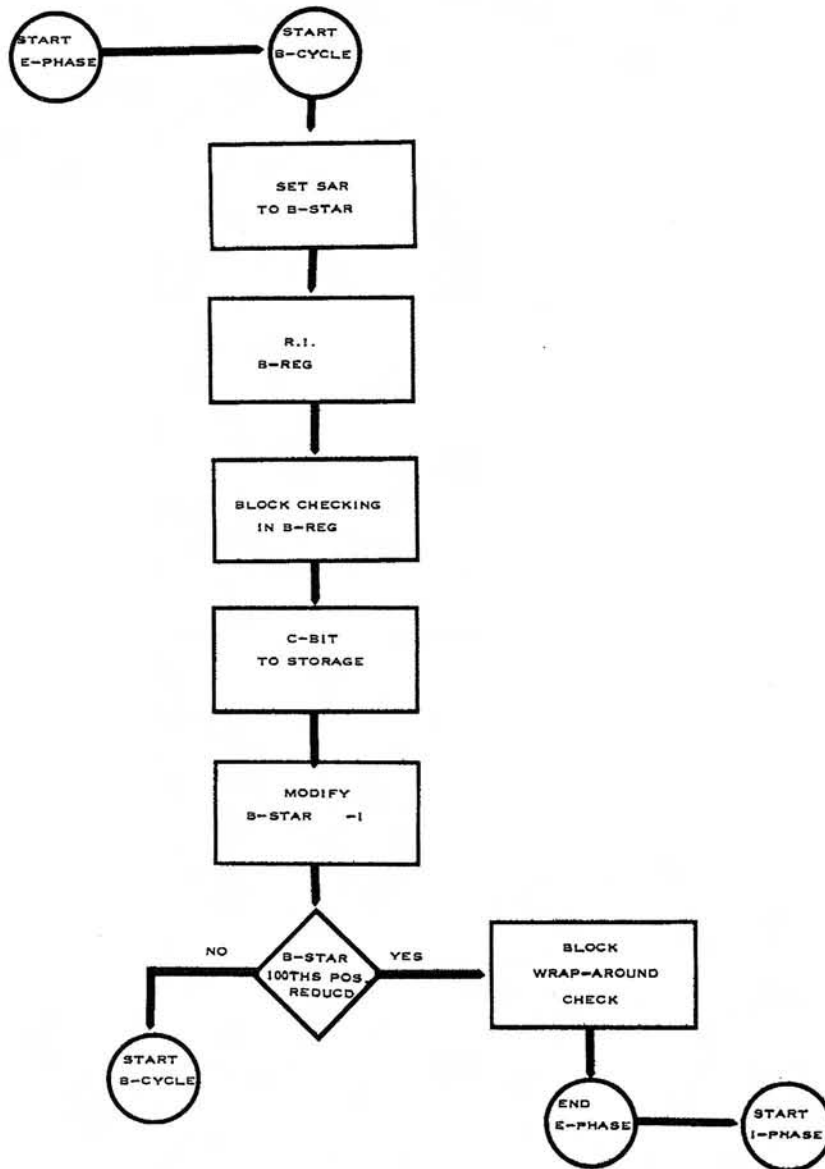 START
E-PHASE
START
B-CYCLE
SET SAR
TO B-STAR
R.I.
B-REG
BLOCK CHECKING
IN B-REG
C-BIT
TO STORAGE
MODIFY
B-STAR -1
B-STAR
100THS POS.
REDUCD
NO
YES
BLOCK
WRAP-AROUND
CHECK
START
B-CYCLE
END
E-PHASE
START
I-PHASE